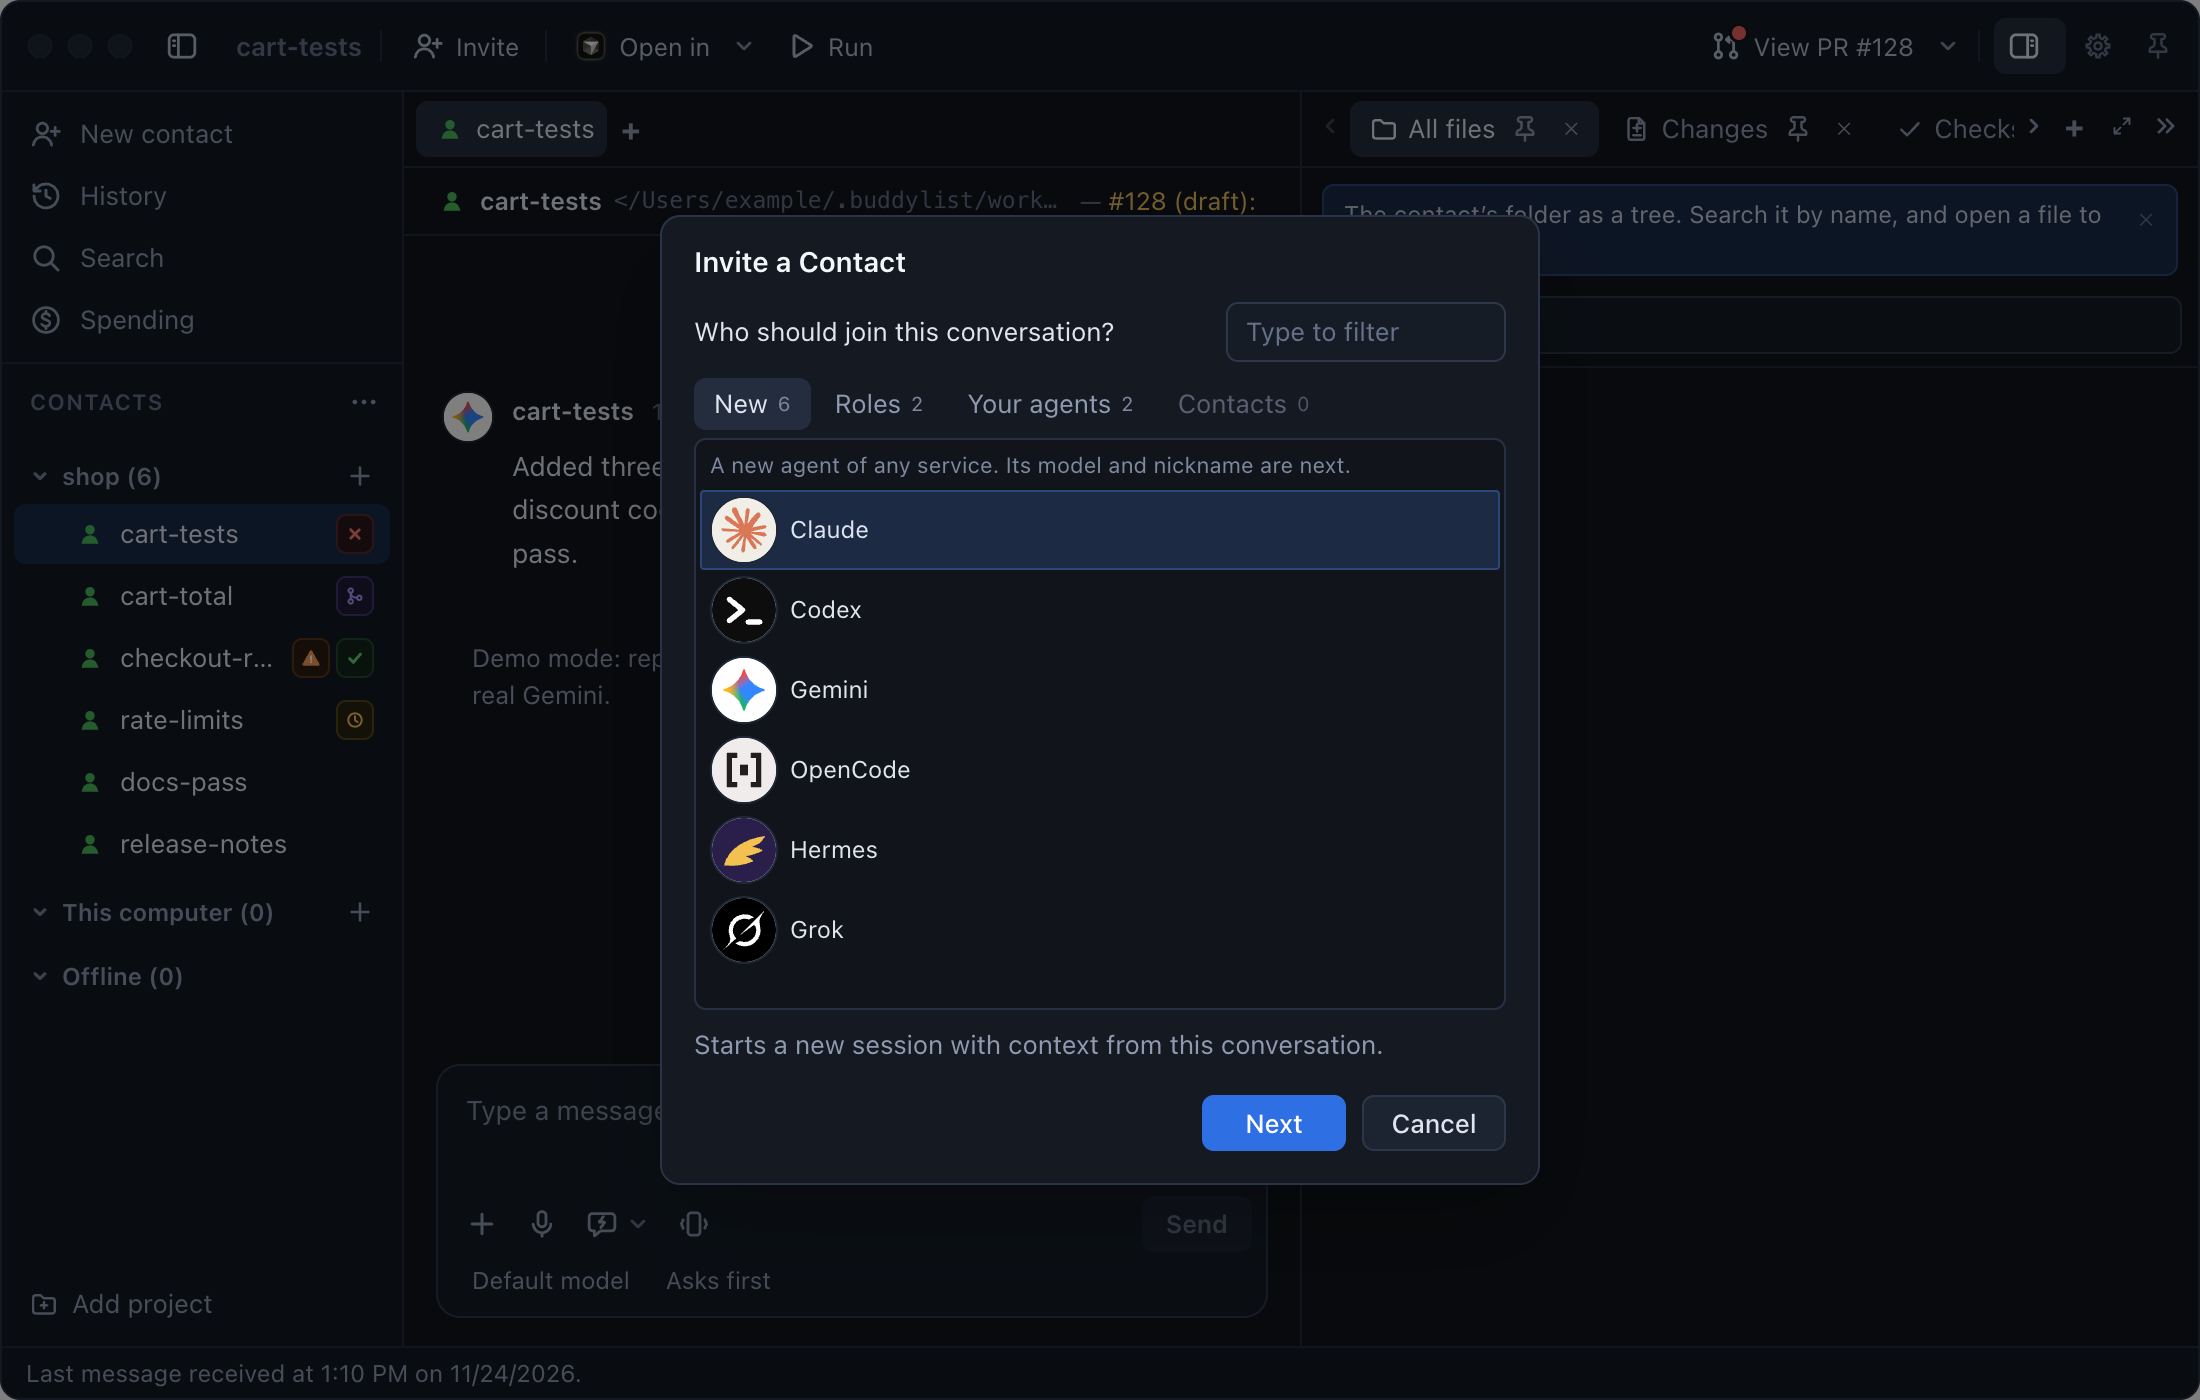 cart-tests
Invite
Open in
Run
View PR #128
New contact
History
Search
Spending
CONTACTS
shop (6)
cart-tests
cart-total
checkout-r...
rate-limits
docs-pass
release-notes
This computer (0)
Offline (0)
Add project
cart-tests
cart-tests </Users/example/.buddylist/work… — #128 (draft):
cart-tests
Added three
discount
pass.
Demo mode:
real Gemini.
Type a message
Default model
Asks first
Send
All files
Changes
Checks
The contact's folder as a tree. Search it by name, and open a file to
Invite a Contact
Who should join this conversation?
Type to filter
New 6
Roles 2
Your agents 2
Contacts 0
A new agent of any service. Its model and nickname are next.
Claude
Codex
Gemini
OpenCode
Hermes
Grok
Starts a new session with context from this conversation.
Next
Cancel
Last message received at 1:10 PM on 11/24/2026.